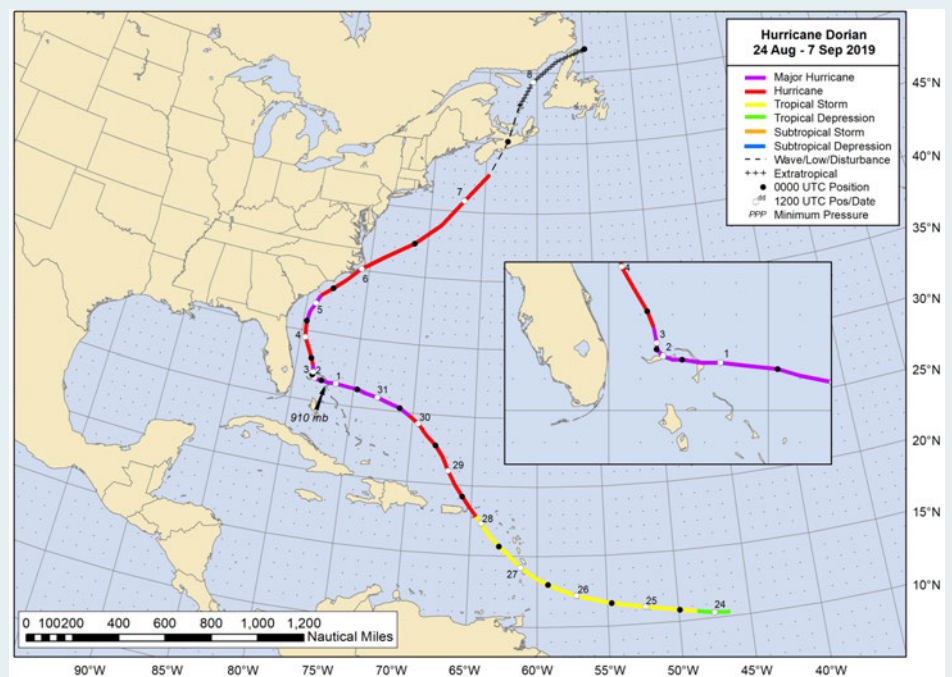 Hurricane Dorian
24 Aug - 7 Sep 2019
Major Hurricane
Hurricane
Tropical Storm
Tropical Depression
Subtropical Storm
Subtropical Depression
Wave/Low/Disturbance
Extratropical
0000 UTC Position
1200 UTC Pos/Date
PPP Minimum Pressure
45°N
40°N
35°N
30°N
25°N
20°N
15°N
10°N
8
7
6
5
4
3 2 1
31
30
910 mb
29
28
27
26
25
24
4
3
2
1
0 100 200 400 600 800 1,000 1,200
Nautical Miles
90°W 85°W 80°W 75°W 70°W 65°W 60°W 55°W 50°W 45°W 40°W